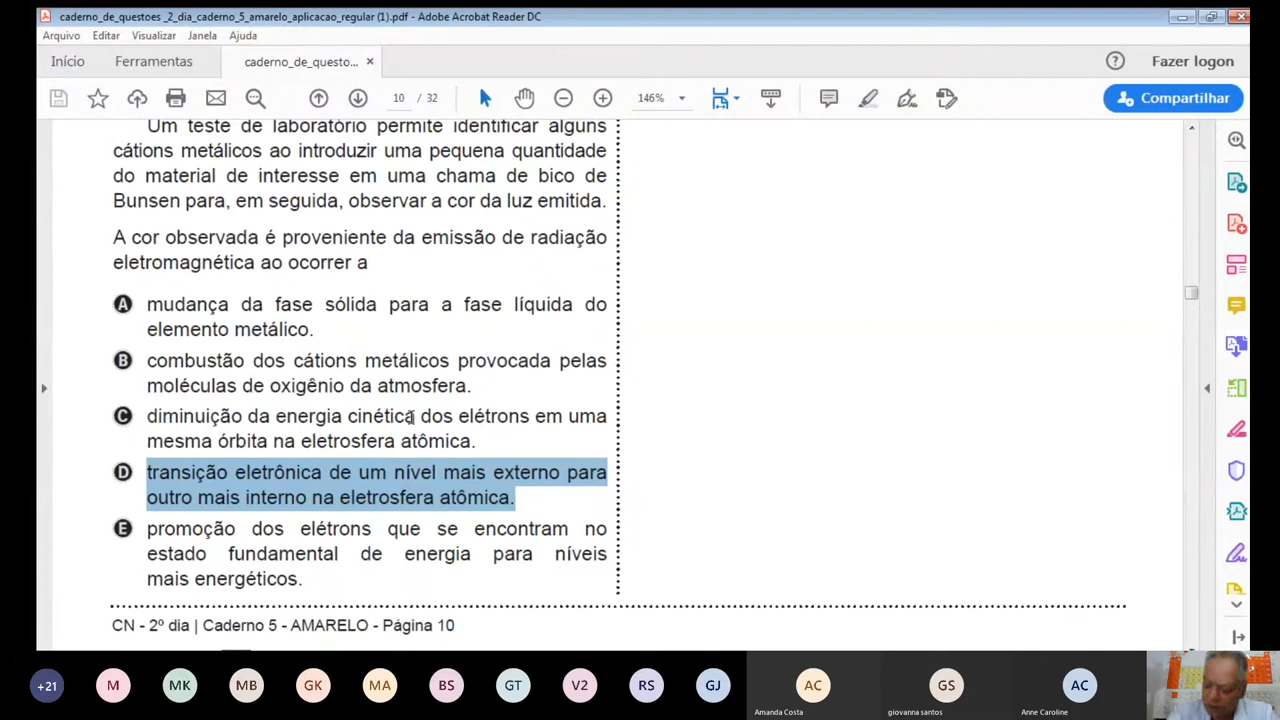 caderno_de_questoes _2_dia_caderno_5_amarelo_aplicacao_regular (1).pdf - Adobe Acrobat Reader DC
Arquivo Editar Visualizar Janela Ajuda
Início Ferramentas caderno_de_questo... × ? Fazer logon
10 / 32 146% Compartilhar
Um teste de laboratório permite identificar alguns
cátions metálicos ao introduzir uma pequena quantidade
do material de interesse em uma chama de bico de
Bunsen para, em seguida, observar a cor da luz emitida.
A cor observada é proveniente da emissão de radiação
eletromagnética ao ocorrer a
A mudança da fase sólida para a fase líquida do
elemento metálico.
B combustão dos cátions metálicos provocada pelas
moléculas de oxigênio da atmosfera.
C diminuição da energia cinética dos elétrons em uma
mesma órbita na eletrosfera atômica.
D transição eletrônica de um nível mais externo para
outro mais interno na eletrosfera atômica.
E promoção dos elétrons que se encontram no
estado fundamental de energia para níveis
mais energéticos.
CN - 2º dia | Caderno 5 - AMARELO - Página 10
+21 M MK MB GK MA BS GT V2 RS GJ AC GS AC
Amanda Costa giovanna santos Anne Caroline